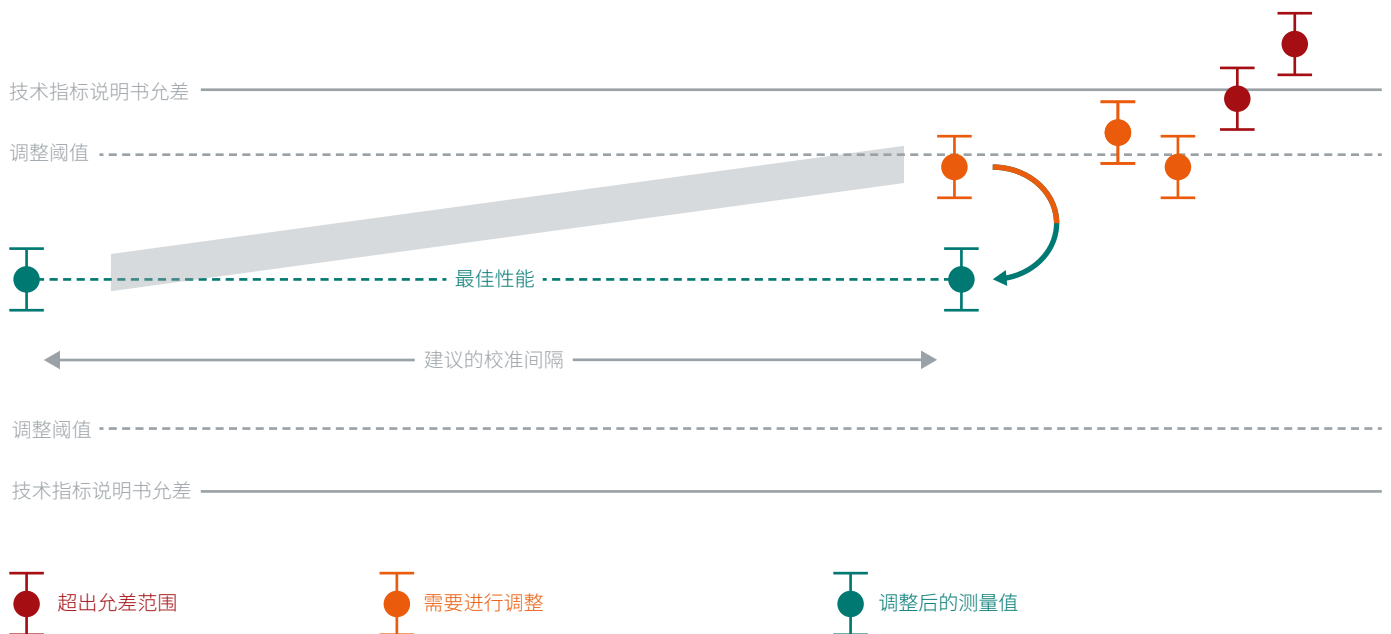 技术指标说明书允差
调整阈值
最佳性能
建议的校准间隔
调整阈值
技术指标说明书允差
超出允差范围
需要进行调整
调整后的测量值